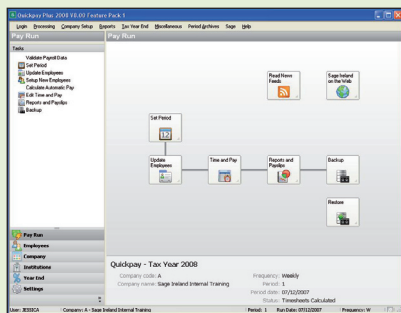 Quickpay Plus 2008 V8.00 Feature Pack 1
Login Processing Company Setup Reports Tax Year End Miscellaneous Period Archives Sage Help
Pay Run
Tasks
Validate Payroll Data
Set Period
Update Employees
Setup New Employees
Calculate Automatic Pay
Edit Time and Pay
Reports and Payslips
Backup
Pay Run
Employees
Company
Institutions
Year End
Settings
Pay Run
Read News Feeds
Sage Ireland on the Web
Set Period
Update Employees
Time and Pay
Reports and Payslips
Backup
Restore
Quickpay - Tax Year 2008
Company code: A
Company name: Sage Ireland Internal Training
Frequency: Weekly
Period: 1
Period date: 07/12/2007
Status: Timesheets Calculated
User: JESSICA Company: A - Sage Ireland Internal Training Period: 1 Run Date: 07/12/2007 Frequency: W